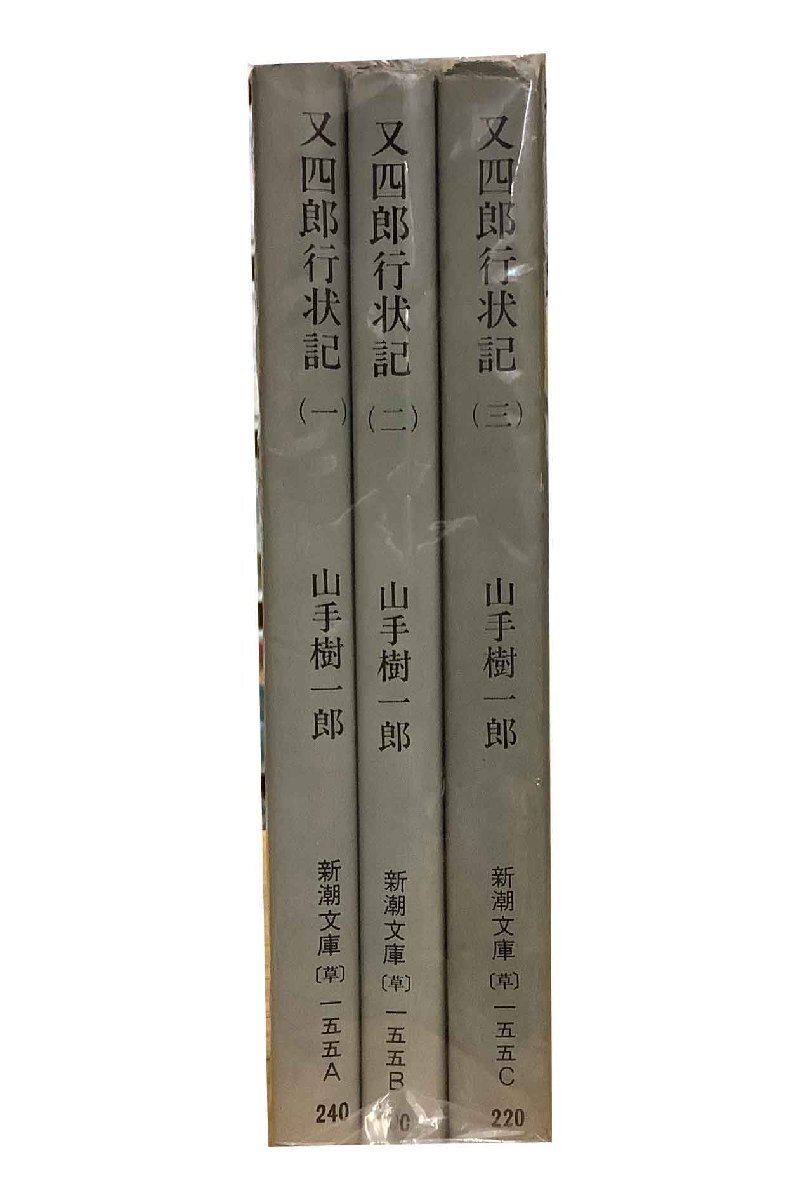 又四郎行状記（一）
山手樹一郎
新潮文庫〔草〕一五五A
240
又四郎行状記（二）
山手樹一郎
新潮文庫〔草〕一五五B
又四郎行状記（三）
山手樹一郎
新潮文庫〔草〕一五五C
220